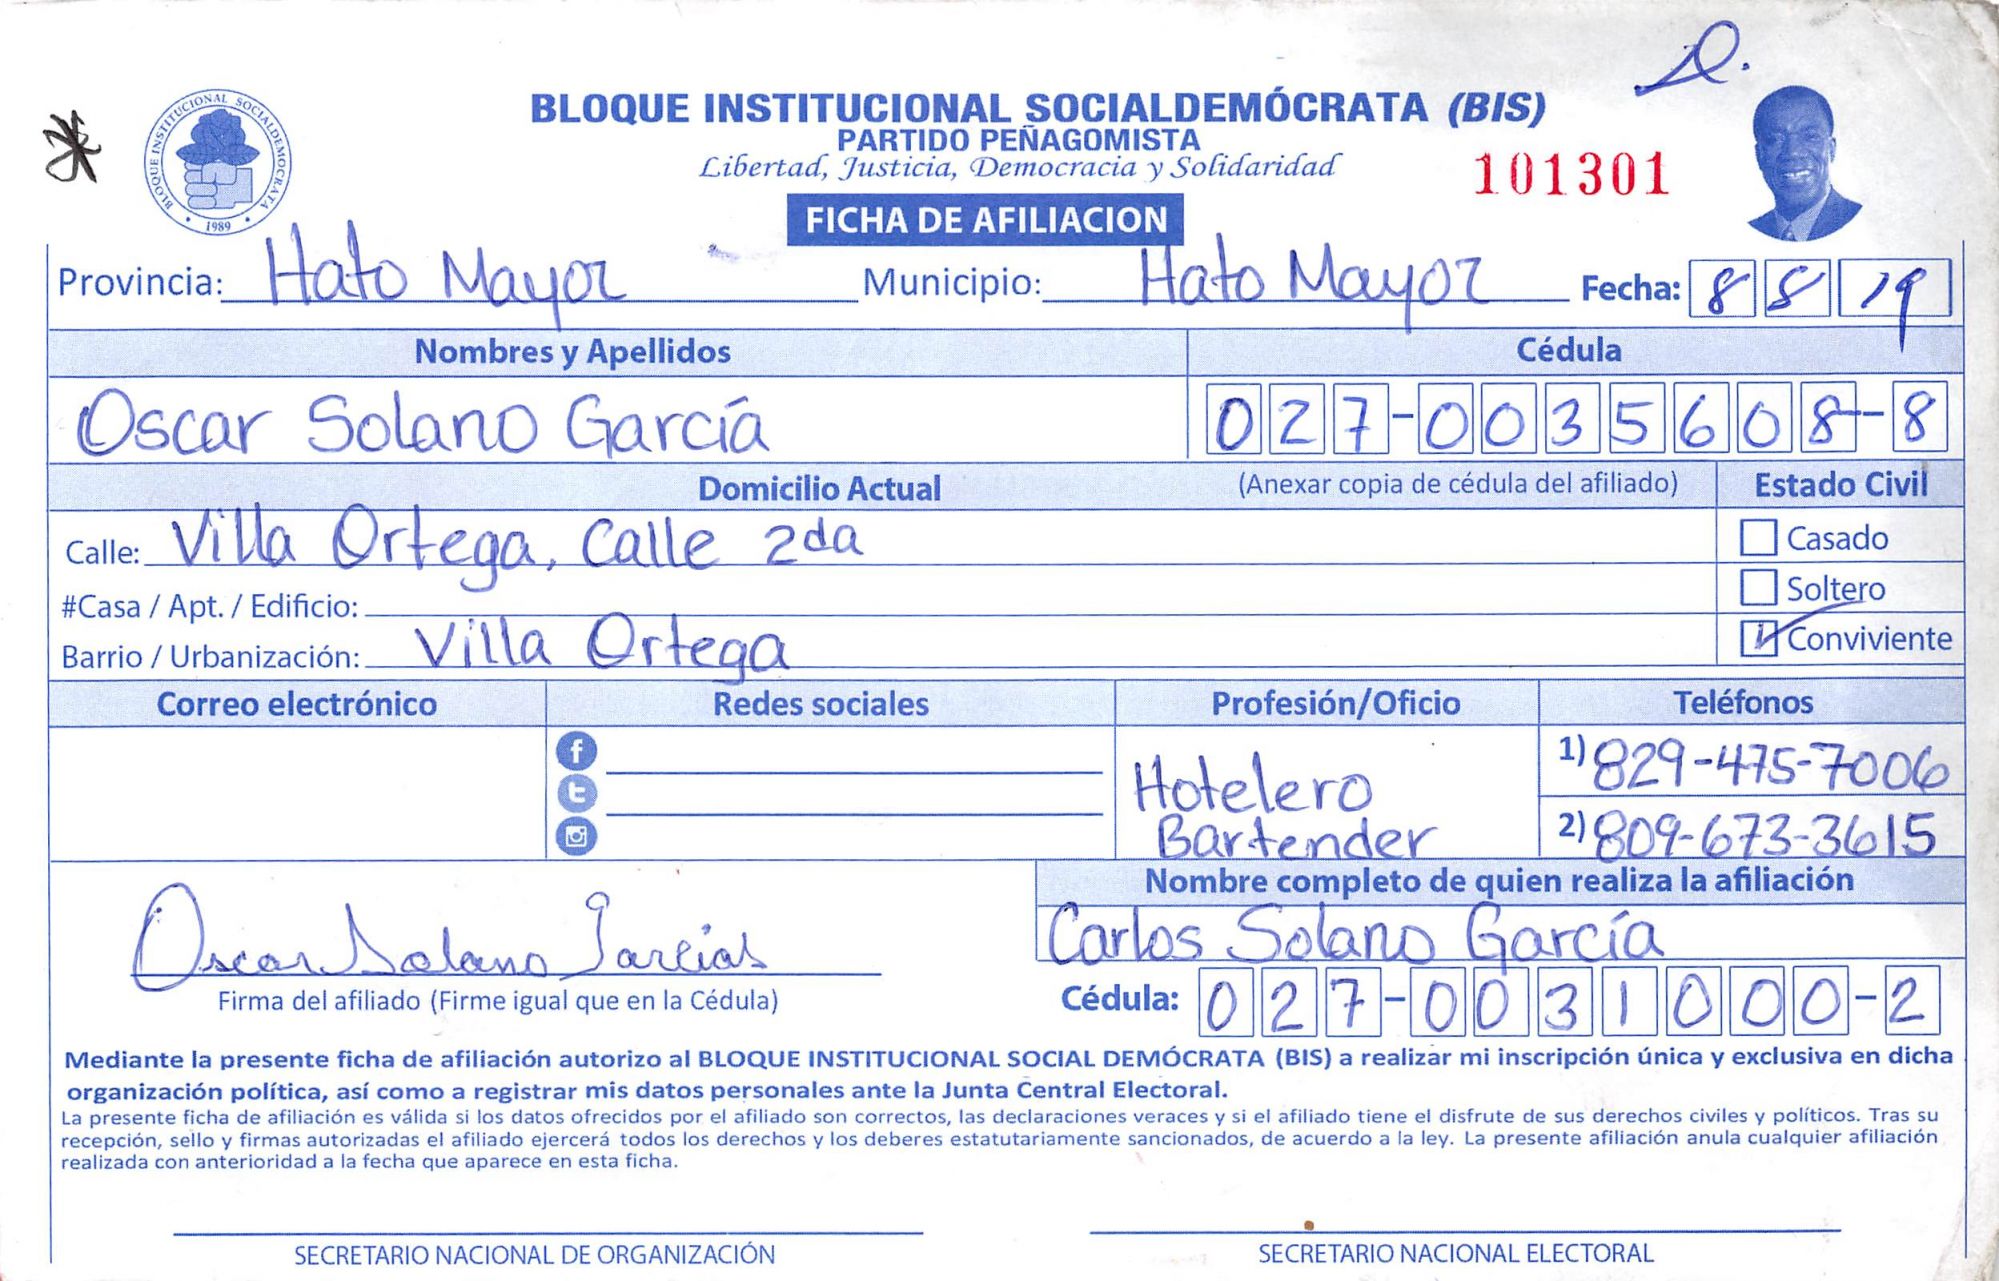 BLOQUE INSTITUCIONAL SOCIALDEMÓCRATA (BIS)
PARTIDO PEÑAGOMISTA
Libertad, Justicia, Democracia y Solidaridad
101301
BLOQUE INSTITUCIONAL SOCIALDEMOCRATA
1989
FICHA DE AFILIACION
Provincia: Hato Mayor Municipio: Hato Mayor Fecha: 8 8 19
Nombres y Apellidos Cédula
Oscar Solano García 027-0035608-8
Domicilio Actual (Anexar copia de cédula del afiliado) Estado Civil
Calle: Villa Ortega, Calle 2da Casado
#Casa / Apt. / Edificio: Soltero
Barrio / Urbanización: Villa Ortega Conviviente
Correo electrónico Redes sociales Profesión/Oficio Teléfonos
Hotelero 1) 829-475-7006
Bartender 2) 809-673-3615
Nombre completo de quien realiza la afiliación
Oscar Solano Garcias Carlos Solano García
Firma del afiliado (Firme igual que en la Cédula) Cédula: 027-0031000-2
Mediante la presente ficha de afiliación autorizo al BLOQUE INSTITUCIONAL SOCIAL DEMÓCRATA (BIS) a realizar mi inscripción única y exclusiva en dicha
organización política, así como a registrar mis datos personales ante la Junta Central Electoral.
La presente ficha de afiliación es válida si los datos ofrecidos por el afiliado son correctos, las declaraciones veraces y si el afiliado tiene el disfrute de sus derechos civiles y políticos. Tras su
recepción, sello y firmas autorizadas el afiliado ejercerá todos los derechos y los deberes estatutariamente sancionados, de acuerdo a la ley. La presente afiliación anula cualquier afiliación
realizada con anterioridad a la fecha que aparece en esta ficha.
SECRETARIO NACIONAL DE ORGANIZACIÓN SECRETARIO NACIONAL ELECTORAL